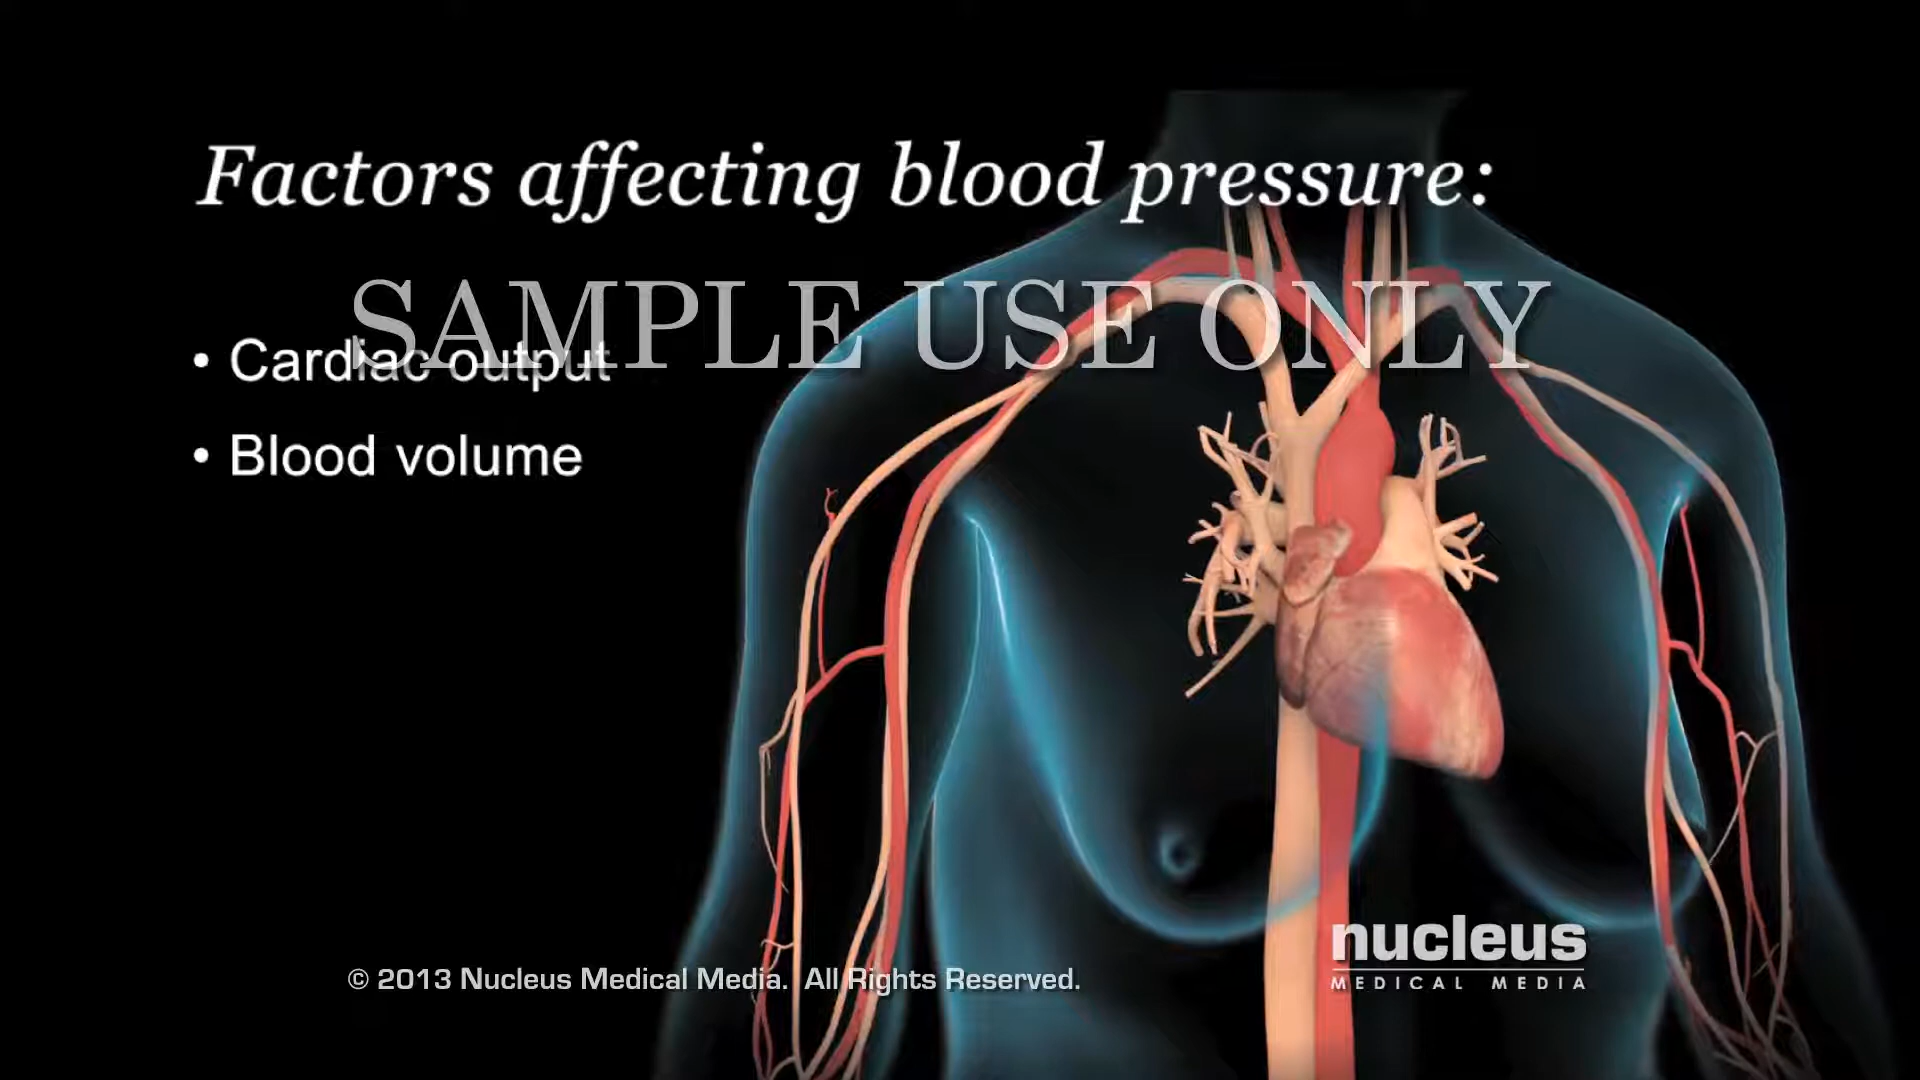 Factors affecting blood pressure:
SAMPLE USE ONLY
• Cardiac output
• Blood volume
nucleus
MEDICAL MEDIA
© 2013 Nucleus Medical Media. All Rights Reserved.